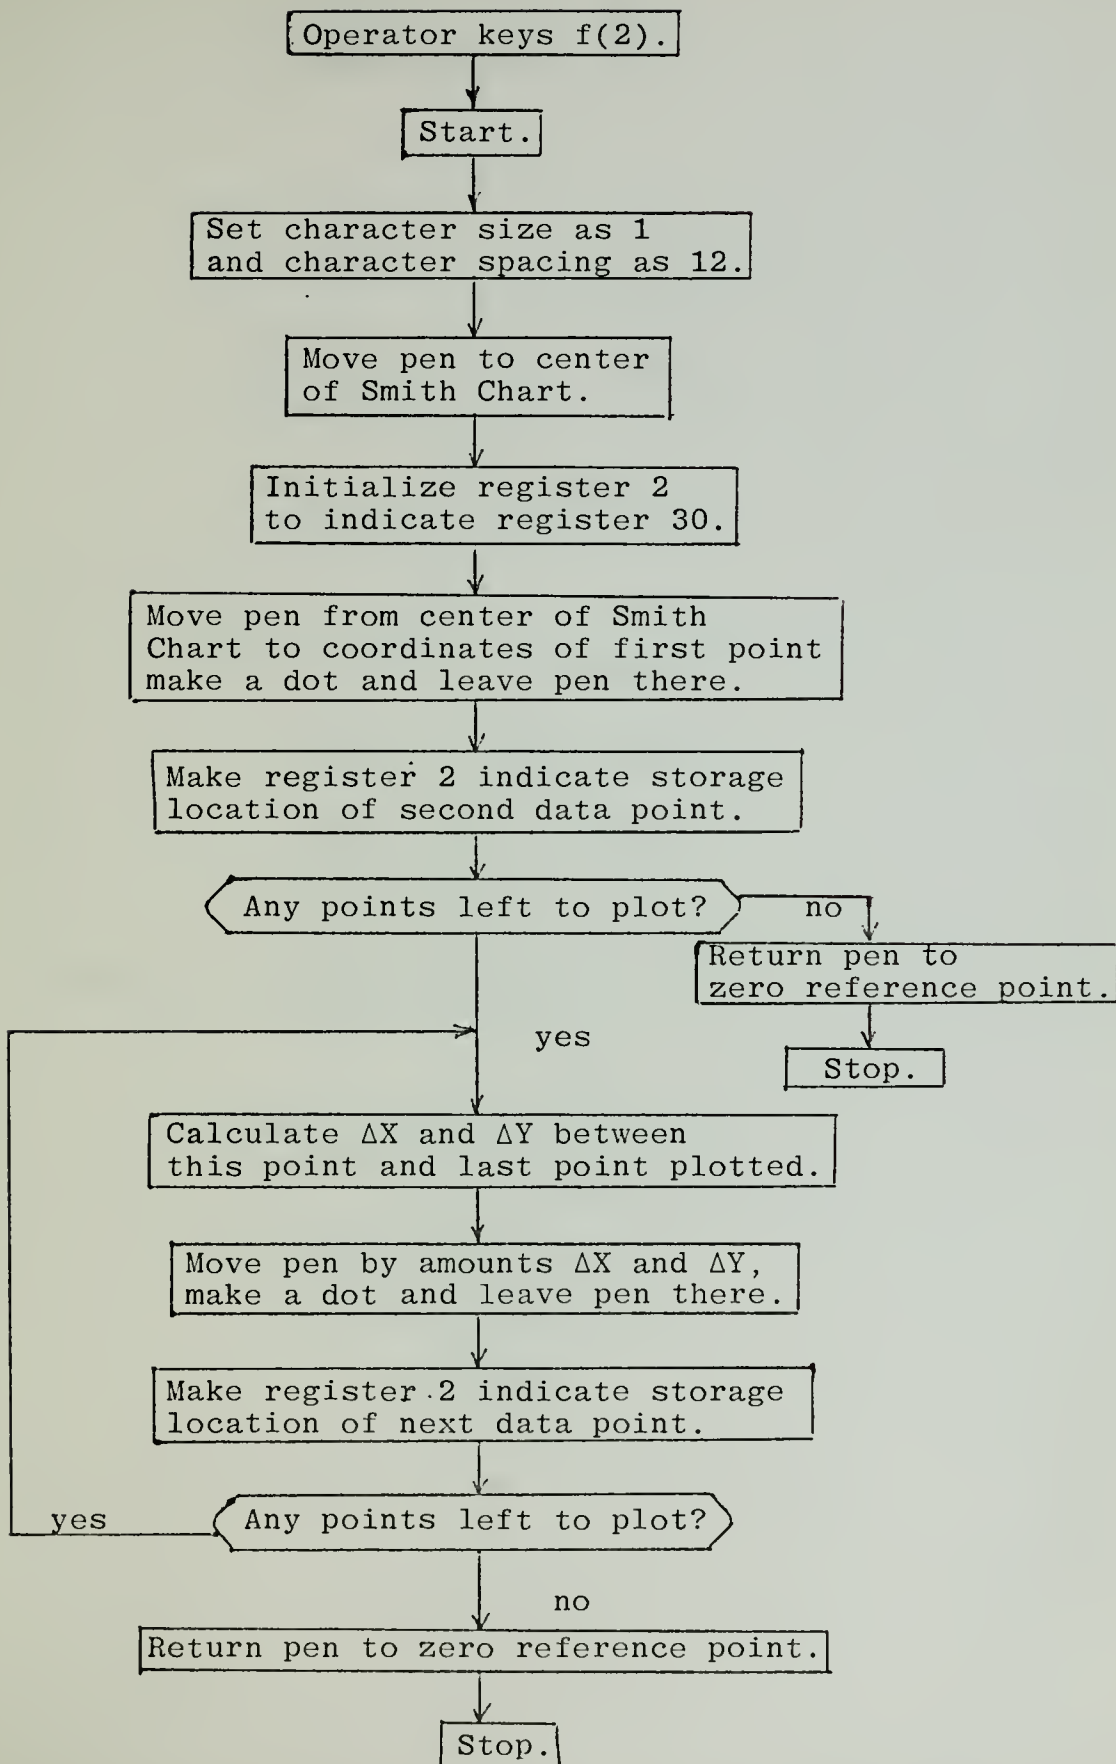 Operator keys f(2).
Start.
Set character size as 1
and character spacing as 12.
Move pen to center
of Smith Chart.
Initialize register 2
to indicate register 30.
Move pen from center of Smith
Chart to coordinates of first point
make a dot and leave pen there.
Make register 2 indicate storage
location of second data point.
Any points left to plot?
no
Return pen to
zero reference point.
Stop.
yes
Calculate ΔX and ΔY between
this point and last point plotted.
Move pen by amounts ΔX and ΔY,
make a dot and leave pen there.
Make register 2 indicate storage
location of next data point.
yes
Any points left to plot?
no
Return pen to zero reference point.
Stop.